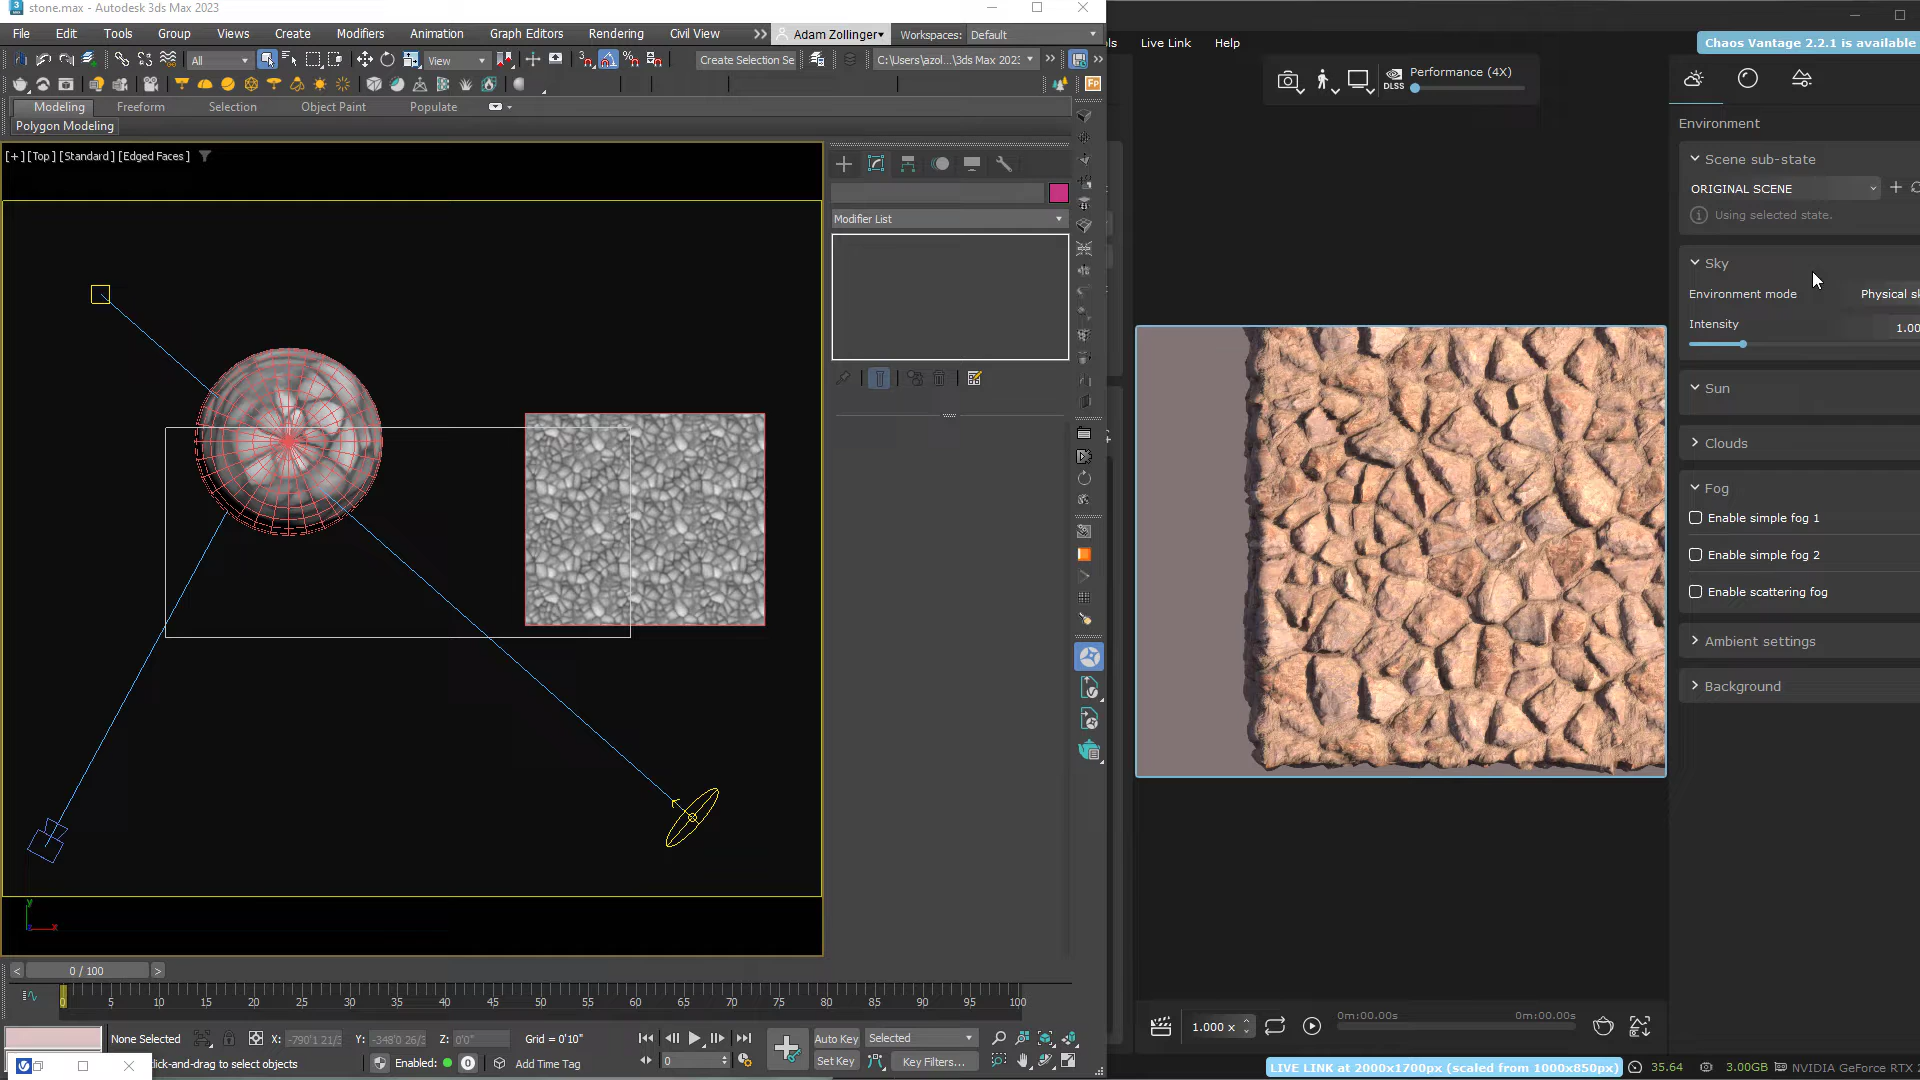 stone.max - Autodesk 3ds Max 2023
File Edit Tools Group Views Create Modifiers Animation Graph Editors Rendering Civil View
Adam Zollinger
Workspaces: Default
All
View
Create Selection Se
C:\Users\azol...\3ds Max 202
Modeling Freeform Selection Object Paint Populate
Polygon Modeling
[+] [Top] [Standard] [Edged Faces]
Modifier List
0 / 100
0 5 10 15 20 25 30 35 40 45 50 55 60 65 70 75 80 85 90 95 100
None Selected
X: Y: Z: 0'0"
Grid = 0'10"
Auto Key
Selected
click-and-drag to select objects
Enabled:
0
Add Time Tag
0
Set Key
Key Filters...
ls Live Link Help
Chaos Vantage 2.2.1 is available
DLSS
Performance (4X)
Environment
Scene sub-state
ORIGINAL SCENE
Using selected state.
Sky
Environment mode
Physical sk
Intensity
1.00
Sun
Clouds
Fog
Enable simple fog 1
Enable simple fog 2
Enable scattering fog
Ambient settings
Background
1.000 x
0m:00.00s
0m:00.00s
LIVE LINK at 2000x1700px (scaled from 1000x850px)
35.64
3.00GB
NVIDIA GeForce RTX